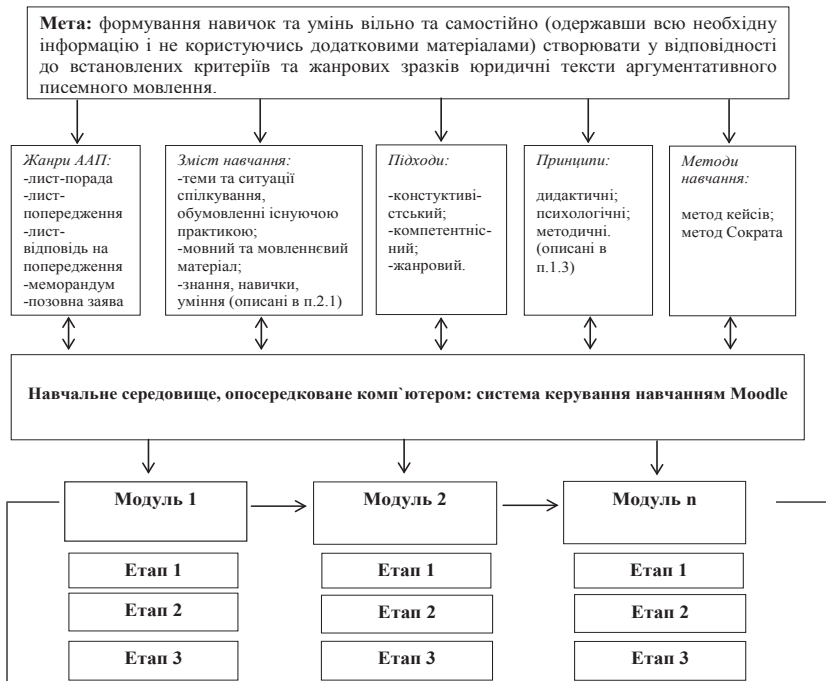 Мета: формування навичок та умінь вільно та самостійно (одержавши всю необхідну
інформацію і не користуючись додатковими матеріалами) створювати у відповідності
до встановлених критеріїв та жанрових зразків юридичні тексти аргументативного
писемного мовлення.
Жанри ААП:
-лист-порада
-лист-
попередження
-лист-
відповідь на
попередження
-меморандум
-позовна заява
Зміст навчання:
-теми та ситуації
спілкування,
обумовленні існуючою
практикою;
-мовний та мовленнєвий
матеріал;
-знання, навички,
уміння (описані в п.2.1)
Підходи:
-констуктиві-
стський;
-компетентніс-
ний;
-жанровий.
Принципи:
дидактичні;
психологічні;
методичні.
(описані в
п.1.3)
Методи
навчання:
метод кейсів;
метод Сократа
Навчальне середовище, опосередковане комп`ютером: система керування навчанням Moodle
Модуль 1
Модуль 2
Модуль n
Етап 1
Етап 1
Етап 1
Етап 2
Етап 2
Етап 2
Етап 3
Етап 3
Етап 3